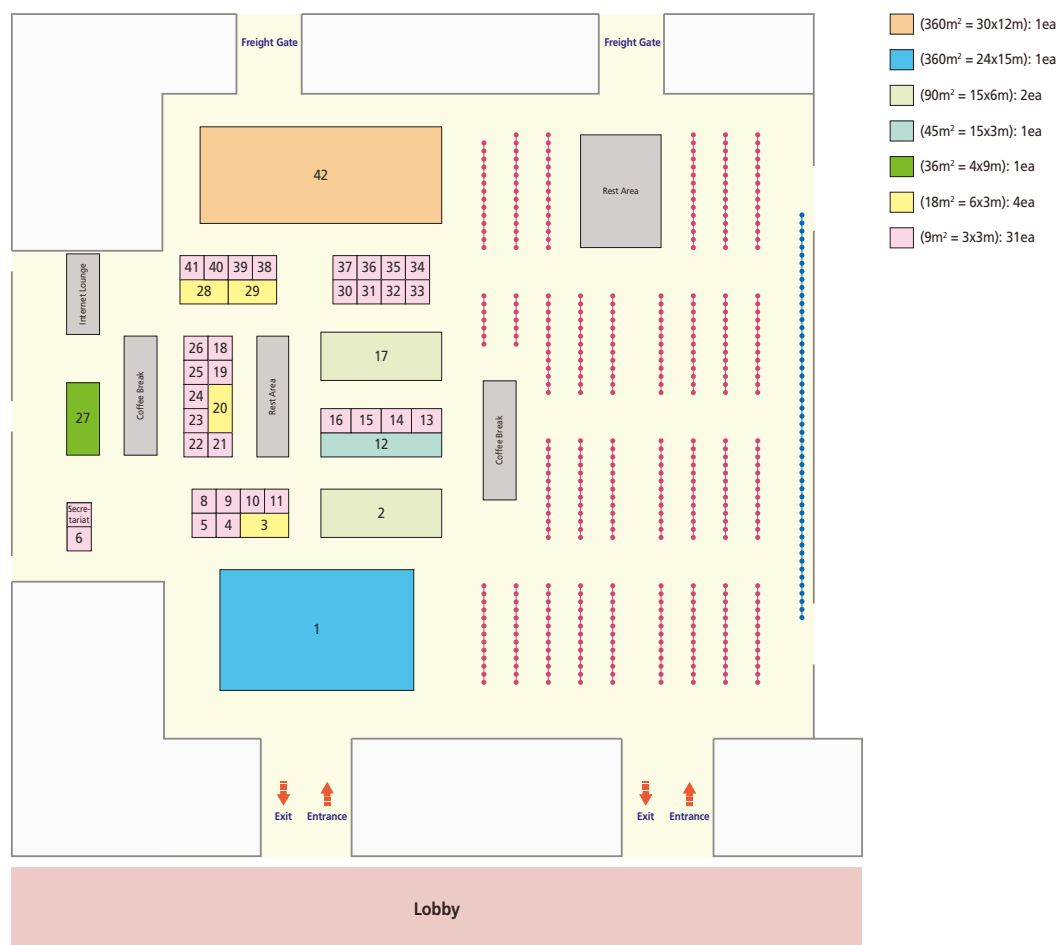 Freight Gate
Freight Gate
(360m² = 30x12m): 1ea
(360m² = 24x15m): 1ea
(90m² = 15x6m): 2ea
(45m² = 15x3m): 1ea
(36m² = 4x9m): 1ea
(18m² = 6x3m): 4ea
(9m² = 3x3m): 31ea
42
Rest Area
Internet Lounge
41 40 39 38
28 29
37 36 35 34
30 31 32 33
27
Coffee Break
26 18
25 19
24
20
23
22 21
Rest Area
17
16 15 14 13
12
Coffee Break
Secre-
tariat
6
8 9 10 11
5 4 3
2
1
Exit Entrance
Exit Entrance
Lobby